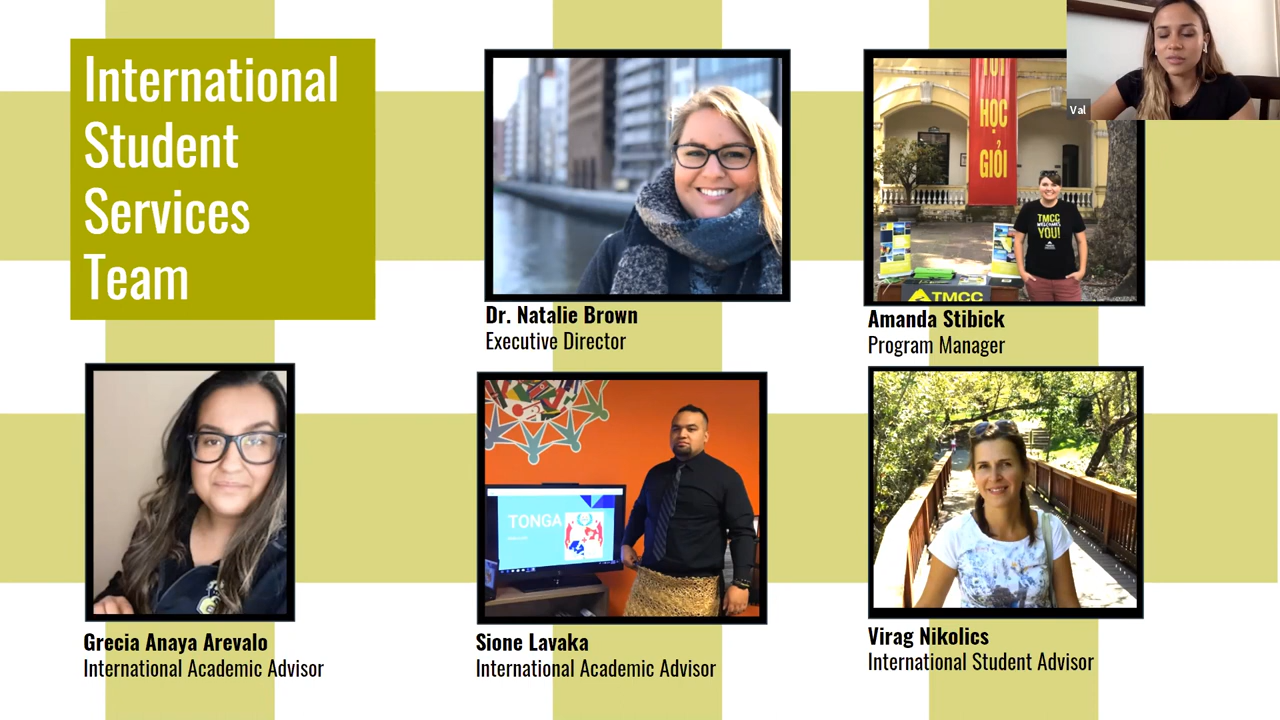 International
Student
Services
Team
Dr. Natalie Brown
Executive Director
HỌC
GIỎI
TMCC
WELCOMES
YOU!
TMCC
Amanda Stibick
Program Manager
Val
Grecia Anaya Arevalo
International Academic Advisor
TONGA
Sione Lavaka
International Academic Advisor
Virag Nikolics
International Student Advisor